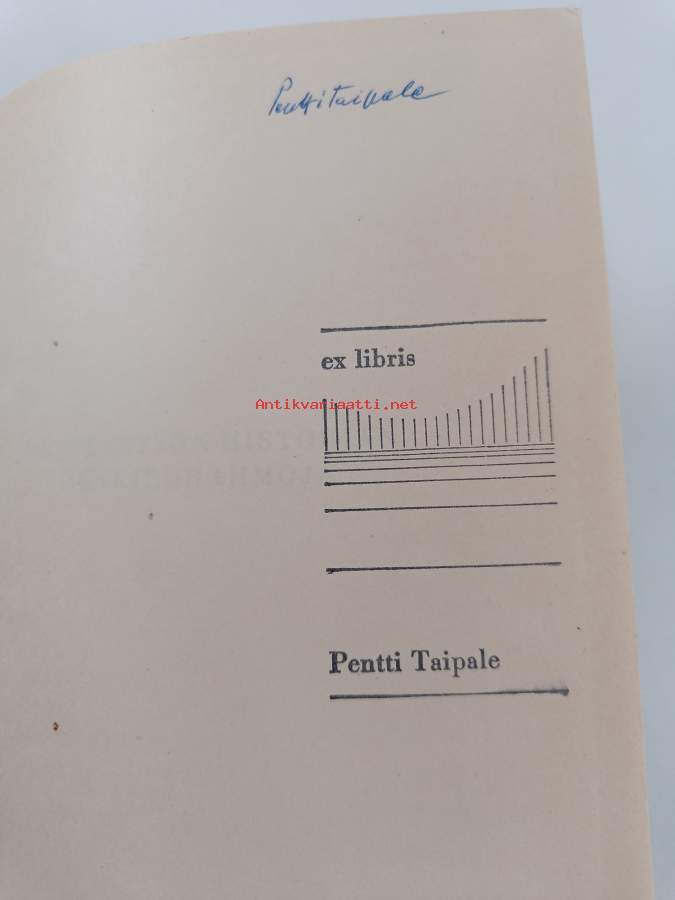 Pentti Taipale
ex libris
Antikvariaatti.net
Pentti Taipale